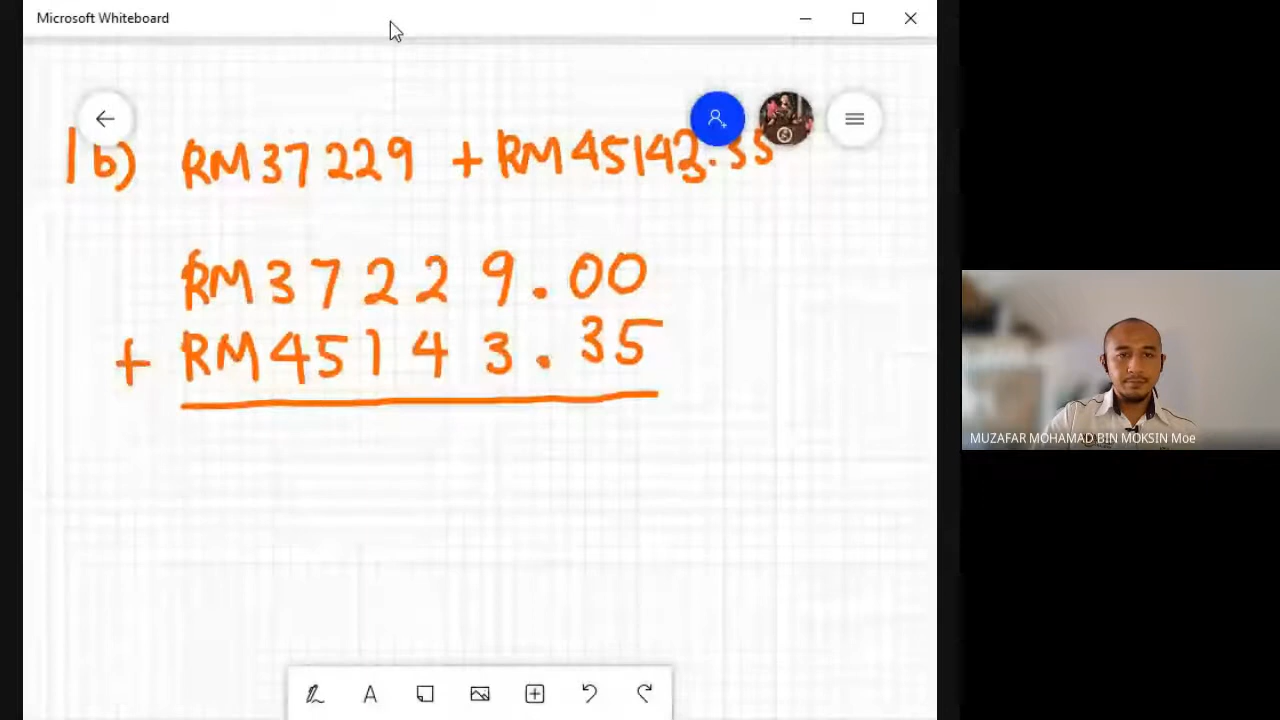 Microsoft Whiteboard
1b) RM37229 + RM45143.35
RM37229.00
+ RM45143.35
A
MUZAFAR MOHAMAD BIN MOKSIN Moe